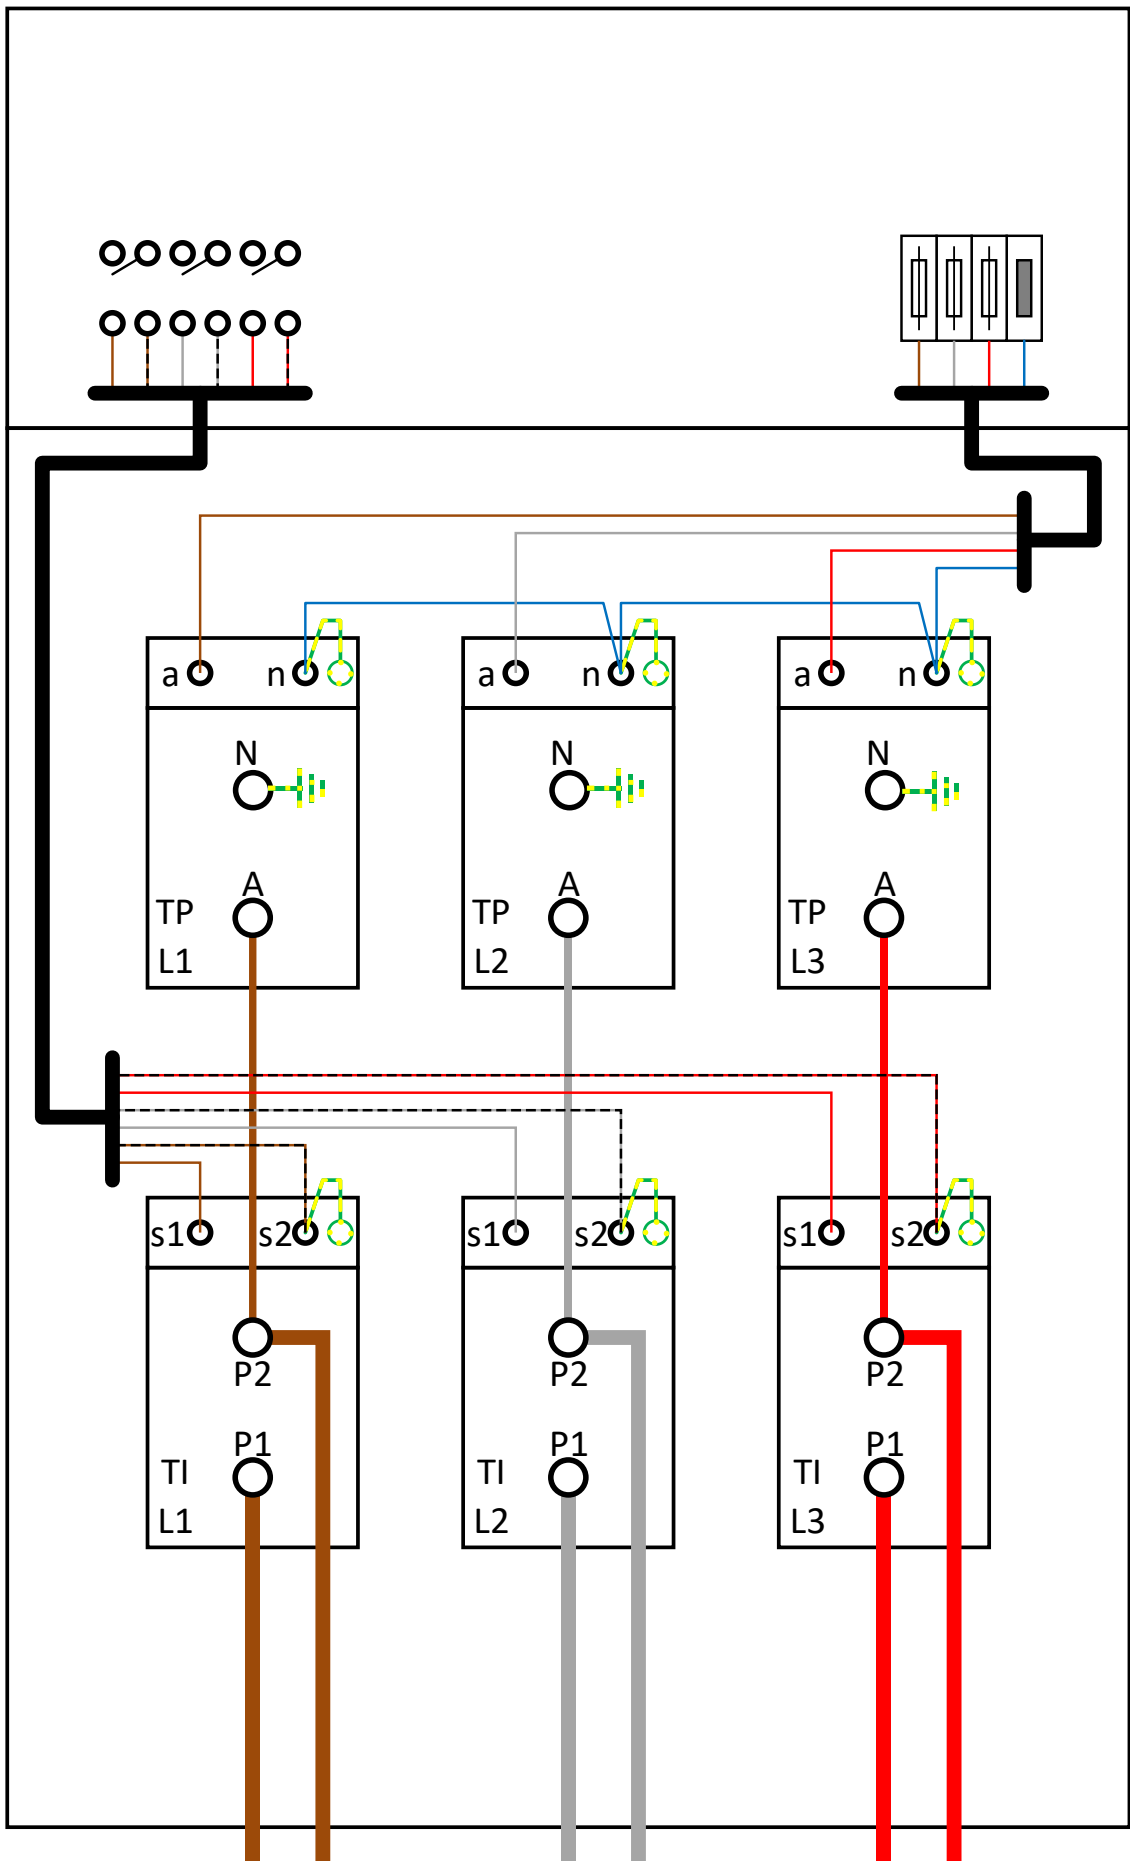 a n a n a n
N N N
A A A
TP TP TP
L1 L2 L3
s1 s2 s1 s2 s1 s2
P2 P2 P2
P1 P1 P1
TI TI TI
L1 L2 L3